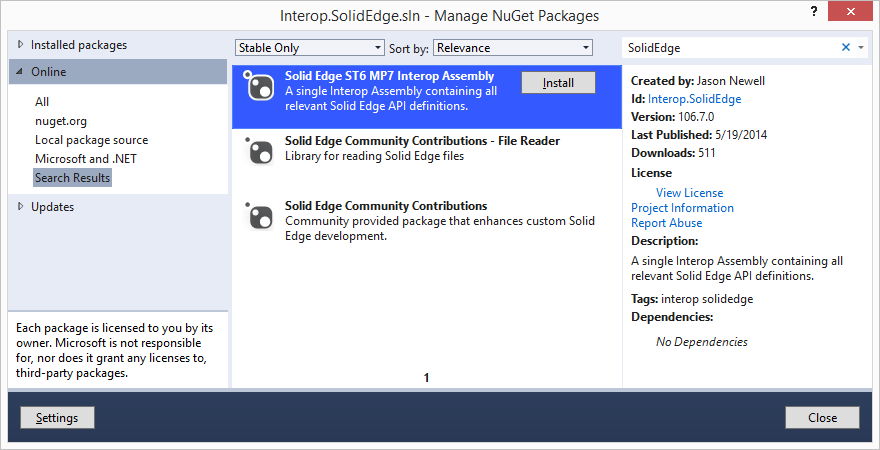 Interop.SolidEdge.sln - Manage NuGet Packages
?
Installed packages
Online
All
nuget.org
Local package source
Microsoft and .NET
Search Results
Updates
Each package is licensed to you by its
owner. Microsoft is not responsible
for, nor does it grant any licenses to,
third-party packages.
Stable Only
Sort by:
Relevance
Solid Edge ST6 MP7 Interop Assembly
A single Interop Assembly containing all
relevant Solid Edge API definitions.
Install
Solid Edge Community Contributions - File Reader
Library for reading Solid Edge files
Solid Edge Community Contributions
Community provided package that enhances custom Solid
Edge development.
1
SolidEdge
Created by: Jason Newell
Id: Interop.SolidEdge
Version: 106.7.0
Last Published: 5/19/2014
Downloads: 511
License
View License
Project Information
Report Abuse
Description:
A single Interop Assembly containing all
relevant Solid Edge API definitions.
Tags: interop solidedge
Dependencies:
No Dependencies
Settings
Close